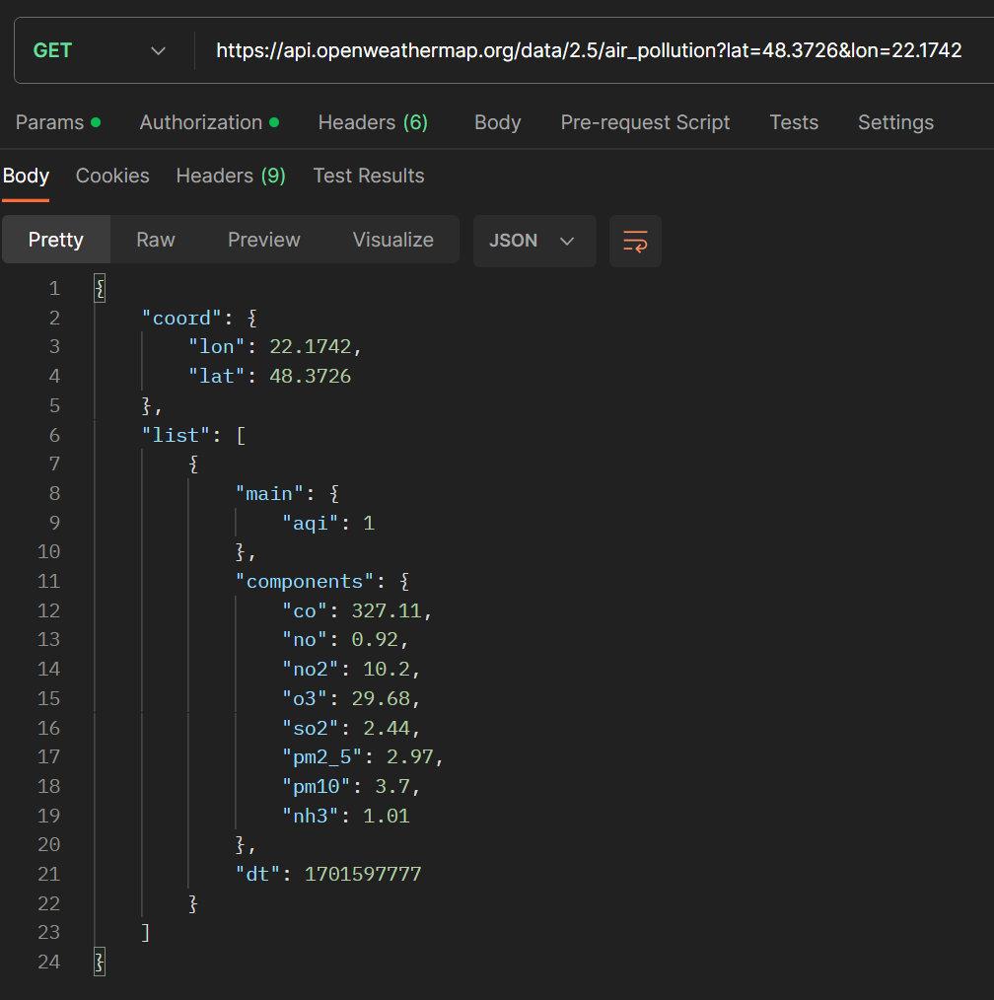 GET https://api.openweathermap.org/data/2.5/air_pollution?lat=48.3726&lon=22.1742
Params Authorization Headers (6) Body Pre-request Script Tests Settings
Body Cookies Headers (9) Test Results
Pretty Raw Preview Visualize JSON
1 {
2 "coord": {
3 "lon": 22.1742,
4 "lat": 48.3726
5 },
6 "list": [
7 {
8 "main": {
9 "aqi": 1
10 },
11 "components": {
12 "co": 327.11,
13 "no": 0.92,
14 "no2": 10.2,
15 "o3": 29.68,
16 "so2": 2.44,
17 "pm2_5": 2.97,
18 "pm10": 3.7,
19 "nh3": 1.01
20 },
21 "dt": 1701597777
22 }
23 ]
24 }